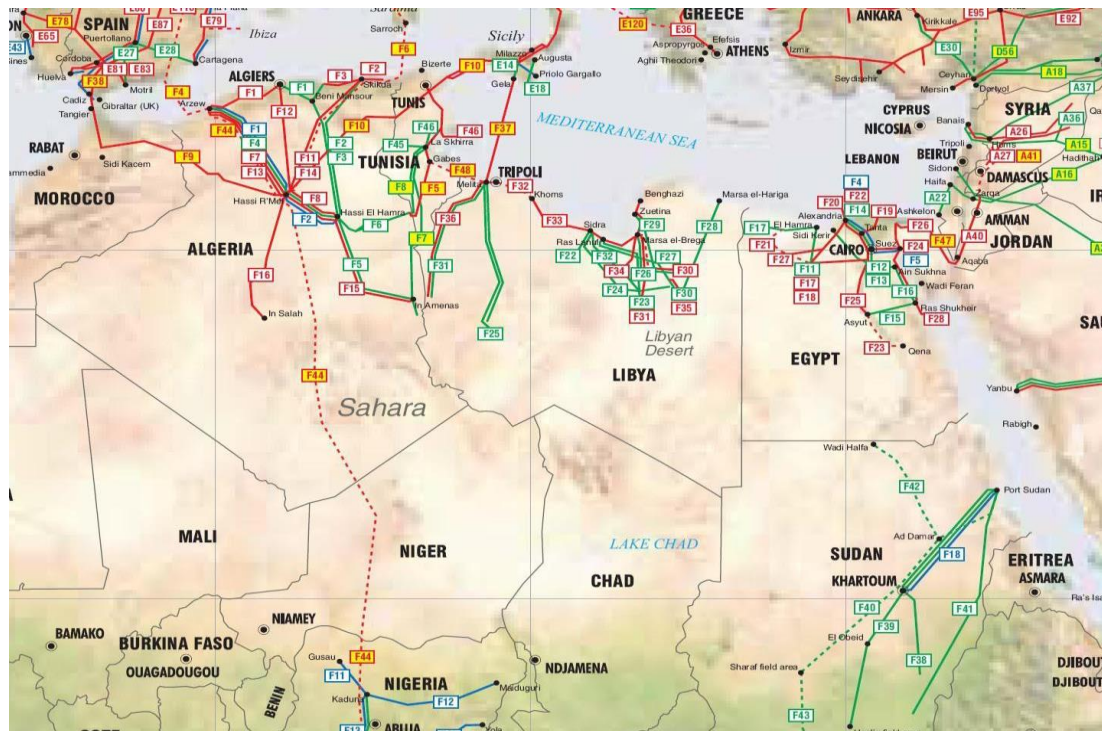 SPAIN
E78
E65
E43
Puertollano
E87
E79
E27
E28
Cordoba
Huelva
E81
E83
F38
Cartagena
Ibiza
Motril
Cadiz
Gibraltar (UK)
Tangier
F4
Sarroch
F6
Sicily
Milazzo
Augusta
Priolo Gargallo
Gela
E14
E18
F10
GREECE
E120
E36
Aspropyrgos
Efefsis
ATHENS
Aghii Theodori
Izmir
ANKARA
Kirikkale
E95
E92
E30
D56
Seydisehir
Ceyhan
Mersin
Dortyol
A18
A37
ALGIERS
F1
F3
F2
Skikda
Bizerte
F1
Beni Mansour
TUNIS
Arzew
F12
F44
F1
F4
F7
F13
F11
F14
F10
F2
F3
F46
F45
F46
La Skhirra
Gabes
TUNISIA
F37
F48
Melitah
TRIPOLI
F8
F5
F32
Khoms
MEDITERRANEAN SEA
CYPRUS
NICOSIA
SYRIA
Banais
A36
A26
Tripoli
Homs
LEBANON
BEIRUT
A27
A41
A15
Hadithah
Sidon
DAMASCUS
A16
Haifa
Zarqa
A22
Ashkelon
AMMAN
JORDAN
A40
F47
Aqaba
RABAT
Sidi Kacem
F9
MOROCCO
Hassi R'Mel
F8
F2
Hassi El Hamra
F6
F7
F36
F31
ALGERIA
F5
F15
F16
In Salah
In Amenas
F25
Benghazi
Zuetina
Marsa el-Hariga
F33
Sidra
F29
F28
Ras Lanuf
Marsa el-Brega
F22
F32
F27
F34
F26
F30
F24
F23
F30
F31
F35
Libyan
Desert
LIBYA
F4
F22
F20
F14
F19
Alexandria
El Hamra
F17
Tanta
Sidi Kerir
F26
Suez
F24
F21
CAIRO
F5
F27
F11
F12
Ain Sukhna
F13
F17
F18
Wadi Feran
F16
F25
Ras Shukheir
Asyut
F15
F28
F23
Qena
EGYPT
Yanbu
Rabigh
Sahara
F44
MALI
NIGER
LAKE CHAD
CHAD
Wadi Halfa
F42
Port Sudan
Ad Damar
SUDAN
F18
KHARTOUM
ERITREA
ASMARA
F40
F39
F41
El Obeid
F38
Sharaf field area
F43
BAMAKO
BURKINA FASO
OUAGADOUGOU
NIAMEY
BENIN
Gusau
F44
F11
Kaduna
NIGERIA
F12
Maiduguri
NDJAMENA
F13
ABUJA